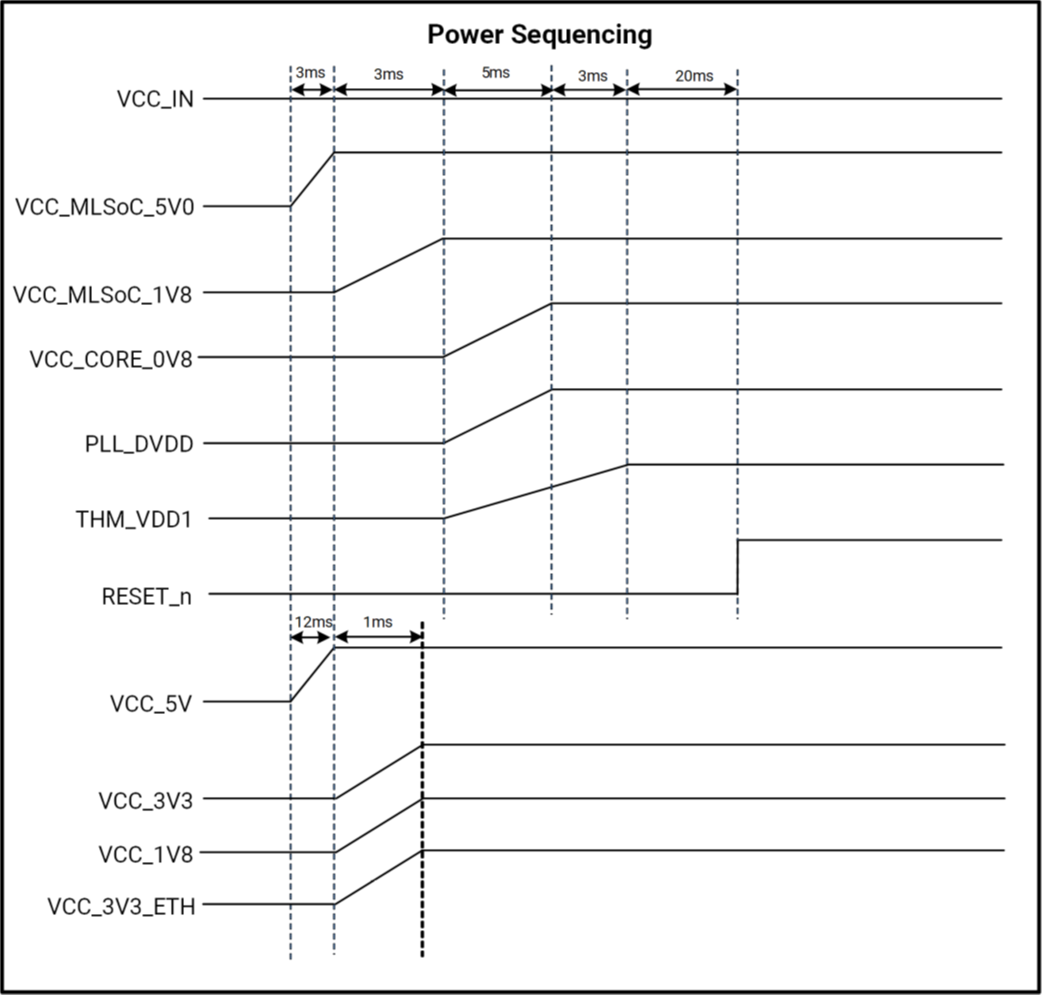 Power Sequencing
3ms 3ms 5ms 3ms 20ms
VCC_IN
VCC_MLSoC_5V0
VCC_MLSoC_1V8
VCC_CORE_0V8
PLL_DVDD
THM_VDD1
RESET_n
12ms 1ms
VCC_5V
VCC_3V3
VCC_1V8
VCC_3V3_ETH